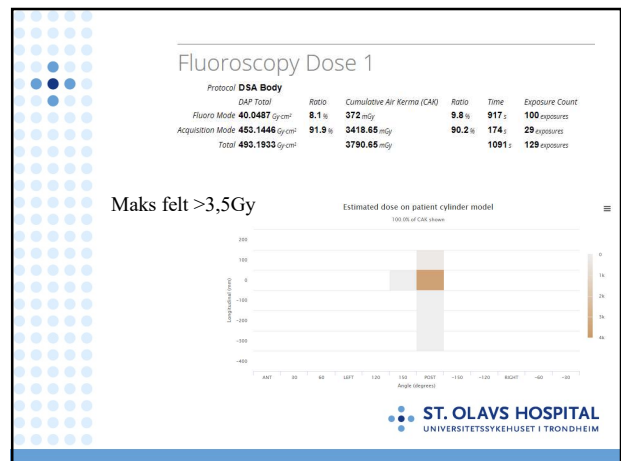 Fluoroscopy Dose 1
Protocol DSA Body
DAP Total Ratio Cumulative Air Kerma (CAK) Ratio Time Exposure Count
Fluoro Mode 40.0487 Gy·cm² 8.1 % 372 mGy 9.8 % 917 s 100 exposures
Acquisition Mode 453.1446 Gy·cm² 91.9 % 3418.65 mGy 90.2 % 174 s 29 exposures
Total 493.1933 Gy·cm² 3790.65 mGy 1091 s 129 exposures
Maks felt >3,5Gy
Estimated dose on patient cylinder model
100.0% of CAK shown
Longitudinal (mm)
200
100
0
-100
-200
-300
-400
ANT 30 60 LEFT 120 150 POST -150 -120 RIGHT -60 -30
Angle (degrees)
0
1k
2k
3k
4k
ST. OLAVS HOSPITAL
UNIVERSITETSSYKEHUSET I TRONDHEIM